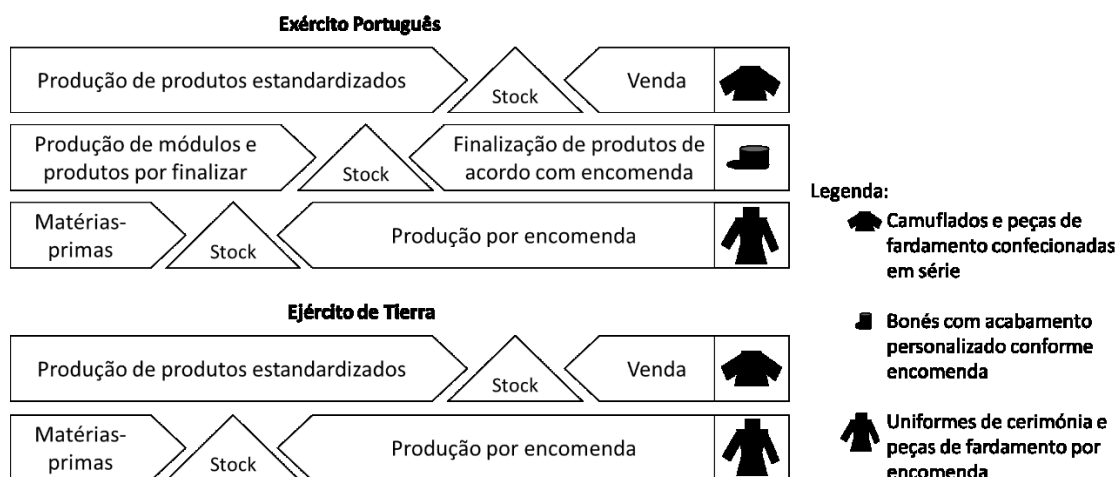 Exército Português
Produção de produtos estandardizados
Stock
Venda
Produção de módulos e
produtos por finalizar
Stock
Finalização de produtos de
acordo com encomenda
Matérias-
primas
Stock
Produção por encomenda
Ejército de Tierra
Produção de produtos estandardizados
Stock
Venda
Matérias-
primas
Stock
Produção por encomenda
Legenda:
Camuflados e peças de
fardamento confecionadas
em série
Bonés com acabamento
personalizado conforme
encomenda
Uniformes de cerimónia e
peças de fardamento por
encomenda